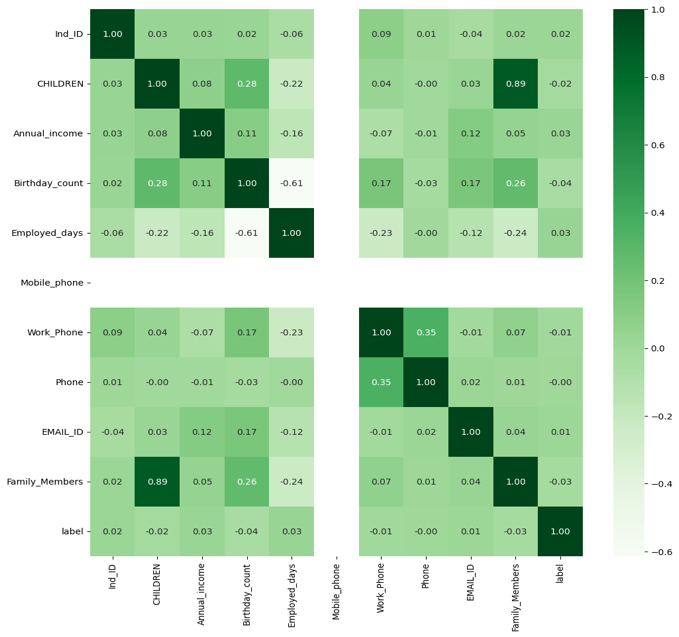 Ind_ID 1.00 0.03 0.03 0.02 -0.06 0.09 0.01 -0.04 0.02 0.02
CHILDREN 0.03 1.00 0.08 0.28 -0.22 0.04 -0.00 0.03 0.89 -0.02
Annual_income 0.03 0.08 1.00 0.11 -0.16 -0.07 -0.01 0.12 0.05 0.03
Birthday_count 0.02 0.28 0.11 1.00 -0.61 0.17 -0.03 0.17 0.26 -0.04
Employed_days -0.06 -0.22 -0.16 -0.61 1.00 -0.23 -0.00 -0.12 -0.24 0.03
Mobile_phone
Work_Phone 0.09 0.04 -0.07 0.17 -0.23 1.00 0.35 -0.01 0.07 -0.01
Phone 0.01 -0.00 -0.01 -0.03 -0.00 0.35 1.00 0.02 0.01 -0.00
EMAIL_ID -0.04 0.03 0.12 0.17 -0.12 -0.01 0.02 1.00 0.04 0.01
Family_Members 0.02 0.89 0.05 0.26 -0.24 0.07 0.01 0.04 1.00 -0.03
label 0.02 -0.02 0.03 -0.04 0.03 -0.01 -0.00 0.01 -0.03 1.00
Ind_ID
CHILDREN
Annual_income
Birthday_count
Employed_days
Mobile_phone
Work_Phone
Phone
EMAIL_ID
Family_Members
label
1.0
0.8
0.6
0.4
0.2
0.0
−0.2
−0.4
−0.6